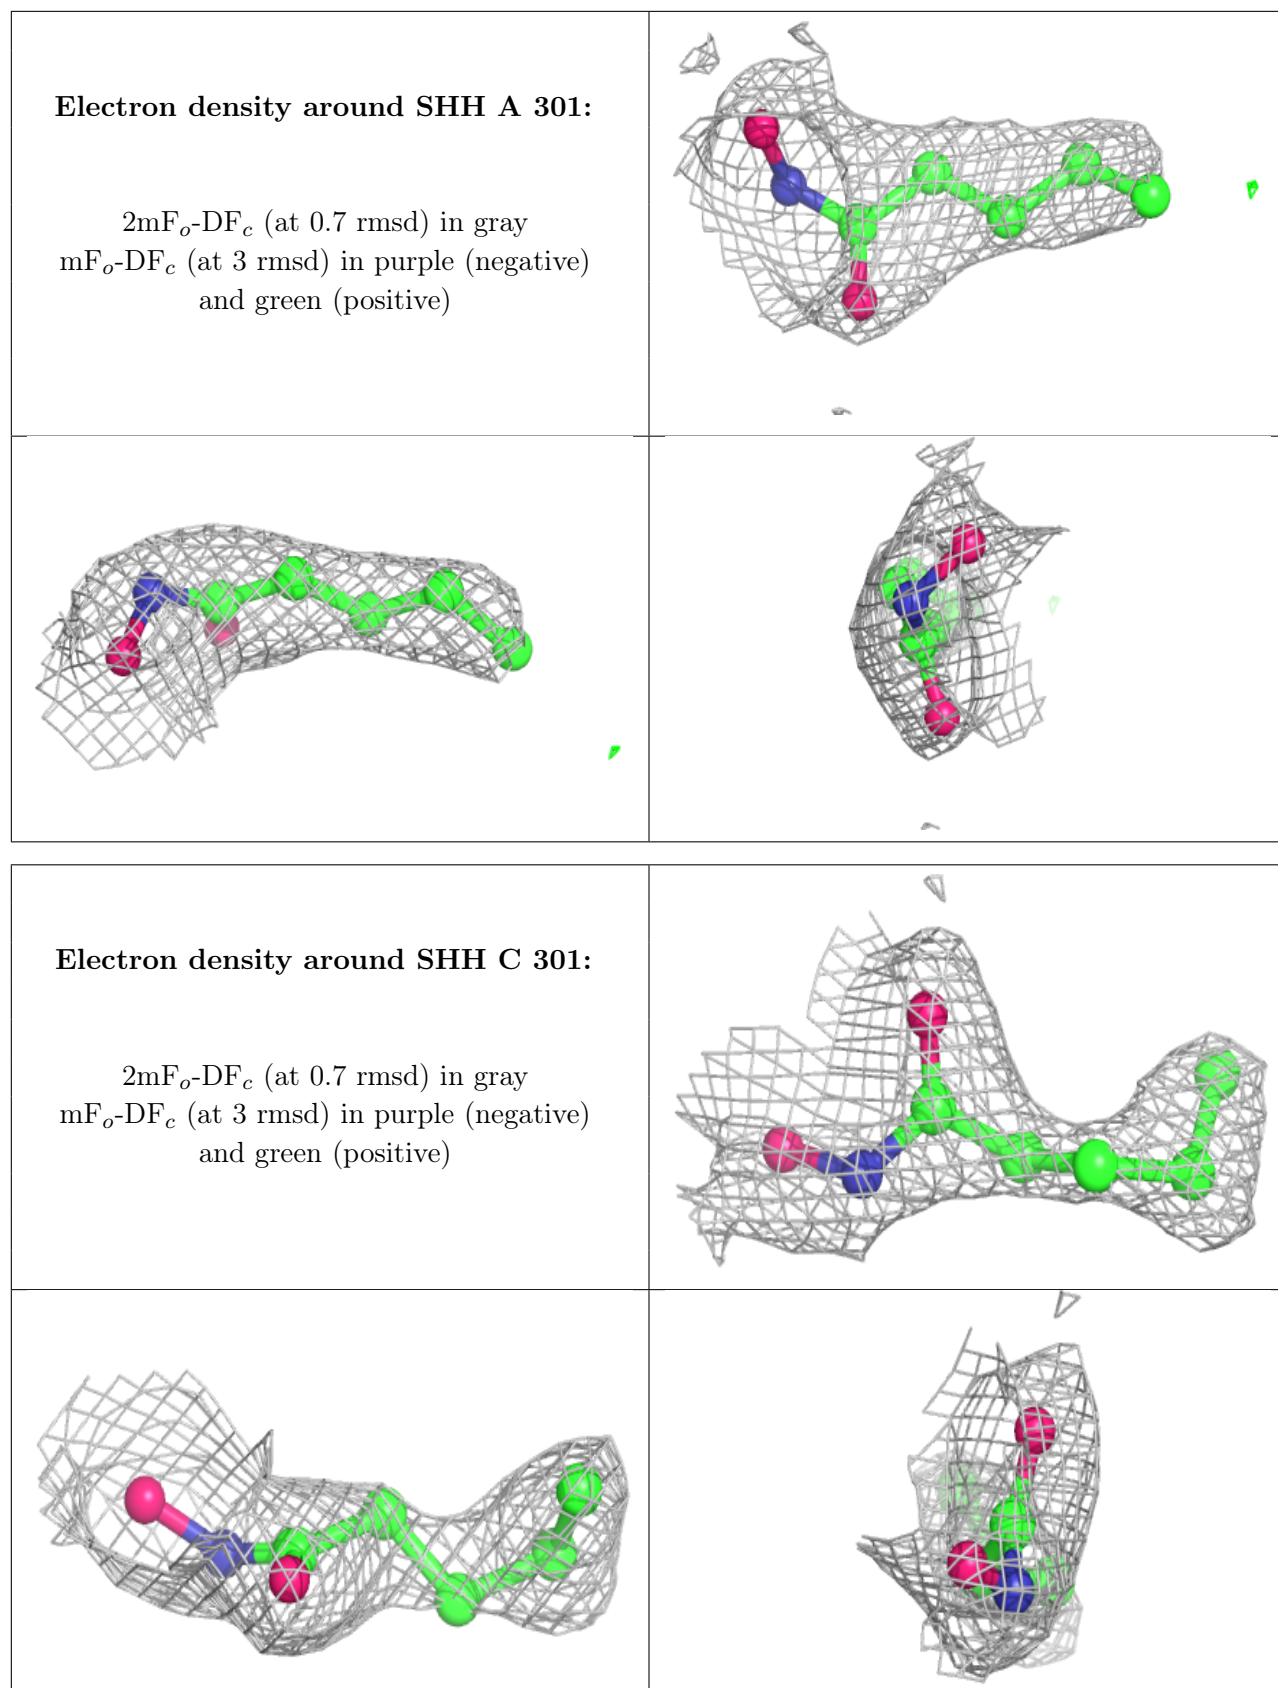 Electron density around SHH A 301:
2mFo-DFc (at 0.7 rmsd) in gray
mFo-DFc (at 3 rmsd) in purple (negative)
and green (positive)
Electron density around SHH C 301:
2mFo-DFc (at 0.7 rmsd) in gray
mFo-DFc (at 3 rmsd) in purple (negative)
and green (positive)